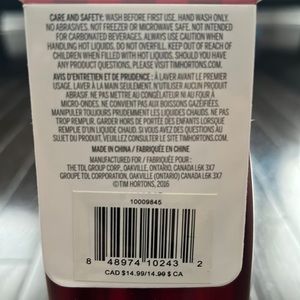 CARE AND SAFETY: WASH BEFORE FIRST USE. HAND WASH ONLY.
NO ABRASIVES. NOT FREEZER OR MICROWAVE SAFE. NOT INTENDED
FOR CARBONATED BEVERAGES. ALWAYS USE CAUTION WHEN
HANDLING HOT LIQUIDS. DO NOT OVERFILL. KEEP OUT OF REACH OF
CHILDREN WHEN FILLED WITH HOT LIQUIDS. SHOULD YOU HAVE
ANY PRODUCT QUESTIONS, PLEASE VISIT TIMHORTONS.COM.
AVIS D'ENTRETIEN ET DE PRUDENCE : À LAVER AVANT LE PREMIER
USAGE. LAVER À LA MAIN SEULEMENT. N'UTILISER AUCUN PRODUIT
ABRASIF. NE PAS METTRE AU CONGÉLATEUR NI AU FOUR À
MICRO-ONDES. NE CONVIENT PAS AUX BOISSONS GAZÉIFIÉES.
MANIPULER TOUJOURS PRUDEMMENT LES LIQUIDES CHAUDS. NE PAS
TROP REMPLIR. GARDER HORS DE PORTÉE DES ENFANTS LORSQUE
REMPLIE D'UN LIQUIDE CHAUD. SI VOUS AVEZ DES QUESTIONS AU
SUJET DU PRODUIT, VEUILLEZ CONSULTER LE TIMHORTONS.COM.
MADE IN CHINA / FABRIQUÉE EN CHINE
MANUFACTURED FOR / FABRIQUÉE POUR :
THE TDL GROUP CORP., OAKVILLE (ONTARIO) CANADA L6K 3X7
GROUPE TDL CORPORATION, OAKVILLE (ONTARIO) CANADA L6K 3X7
©TIM HORTONS, 2016
10009845
8 48974 10243 2
CAD $14.99/14.99 $ CA